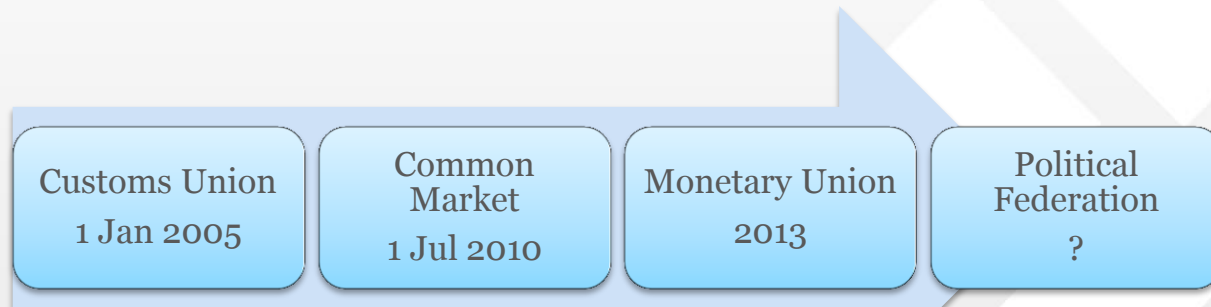 Customs Union
1 Jan 2005
Common
Market
1 Jul 2010
Monetary Union
2013
Political
Federation
?